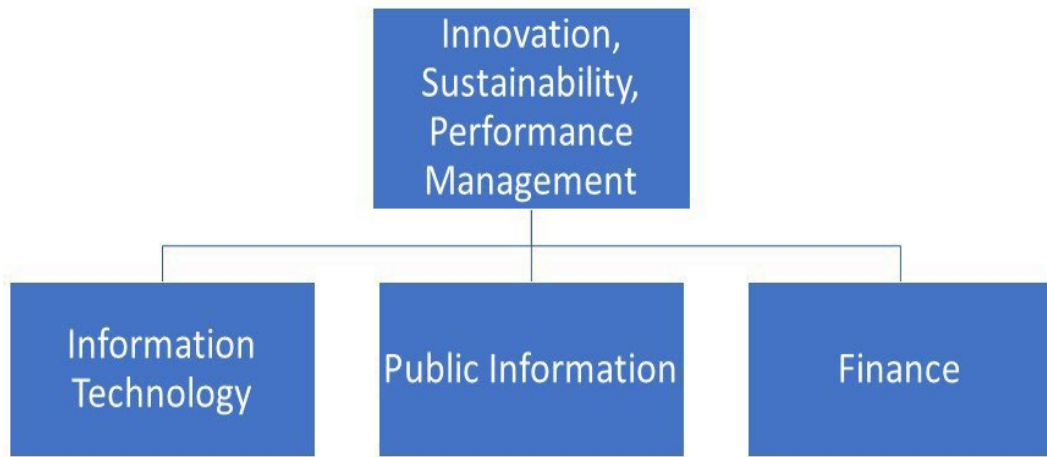 Innovation,
Sustainability,
Performance
Management
Information
Technology
Public Information
Finance